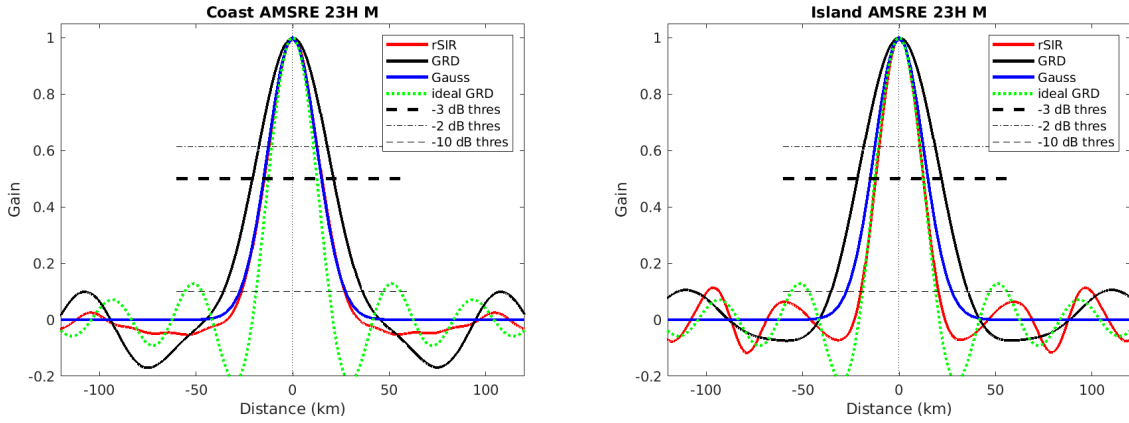 Coast AMSRE 23H M
1
0.8
0.6
0.4
0.2
0
-0.2
Gain
-100
-50
0
50
100
Distance (km)
rSIR
GRD
Gauss
ideal GRD
-3 dB thres
-2 dB thres
-10 dB thres
Island AMSRE 23H M
1
0.8
0.6
0.4
0.2
0
-0.2
Gain
-100
-50
0
50
100
Distance (km)
rSIR
GRD
Gauss
ideal GRD
-3 dB thres
-2 dB thres
-10 dB thres